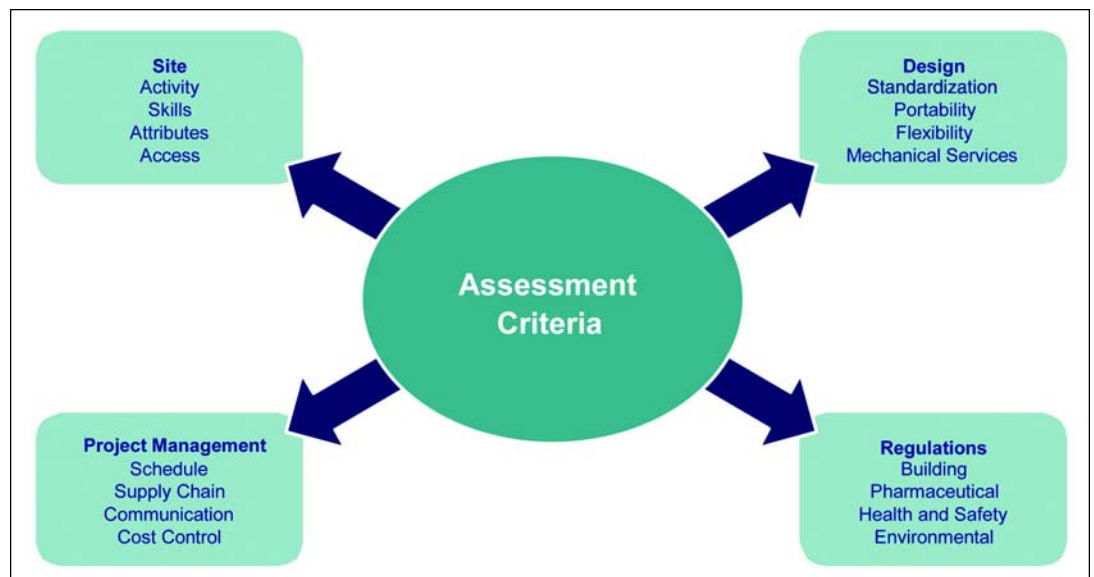 Site
Activity
Skills
Attributes
Access
Design
Standardization
Portability
Flexibility
Mechanical Services
Assessment
Criteria
Project Management
Schedule
Supply Chain
Communication
Cost Control
Regulations
Building
Pharmaceutical
Health and Safety
Environmental